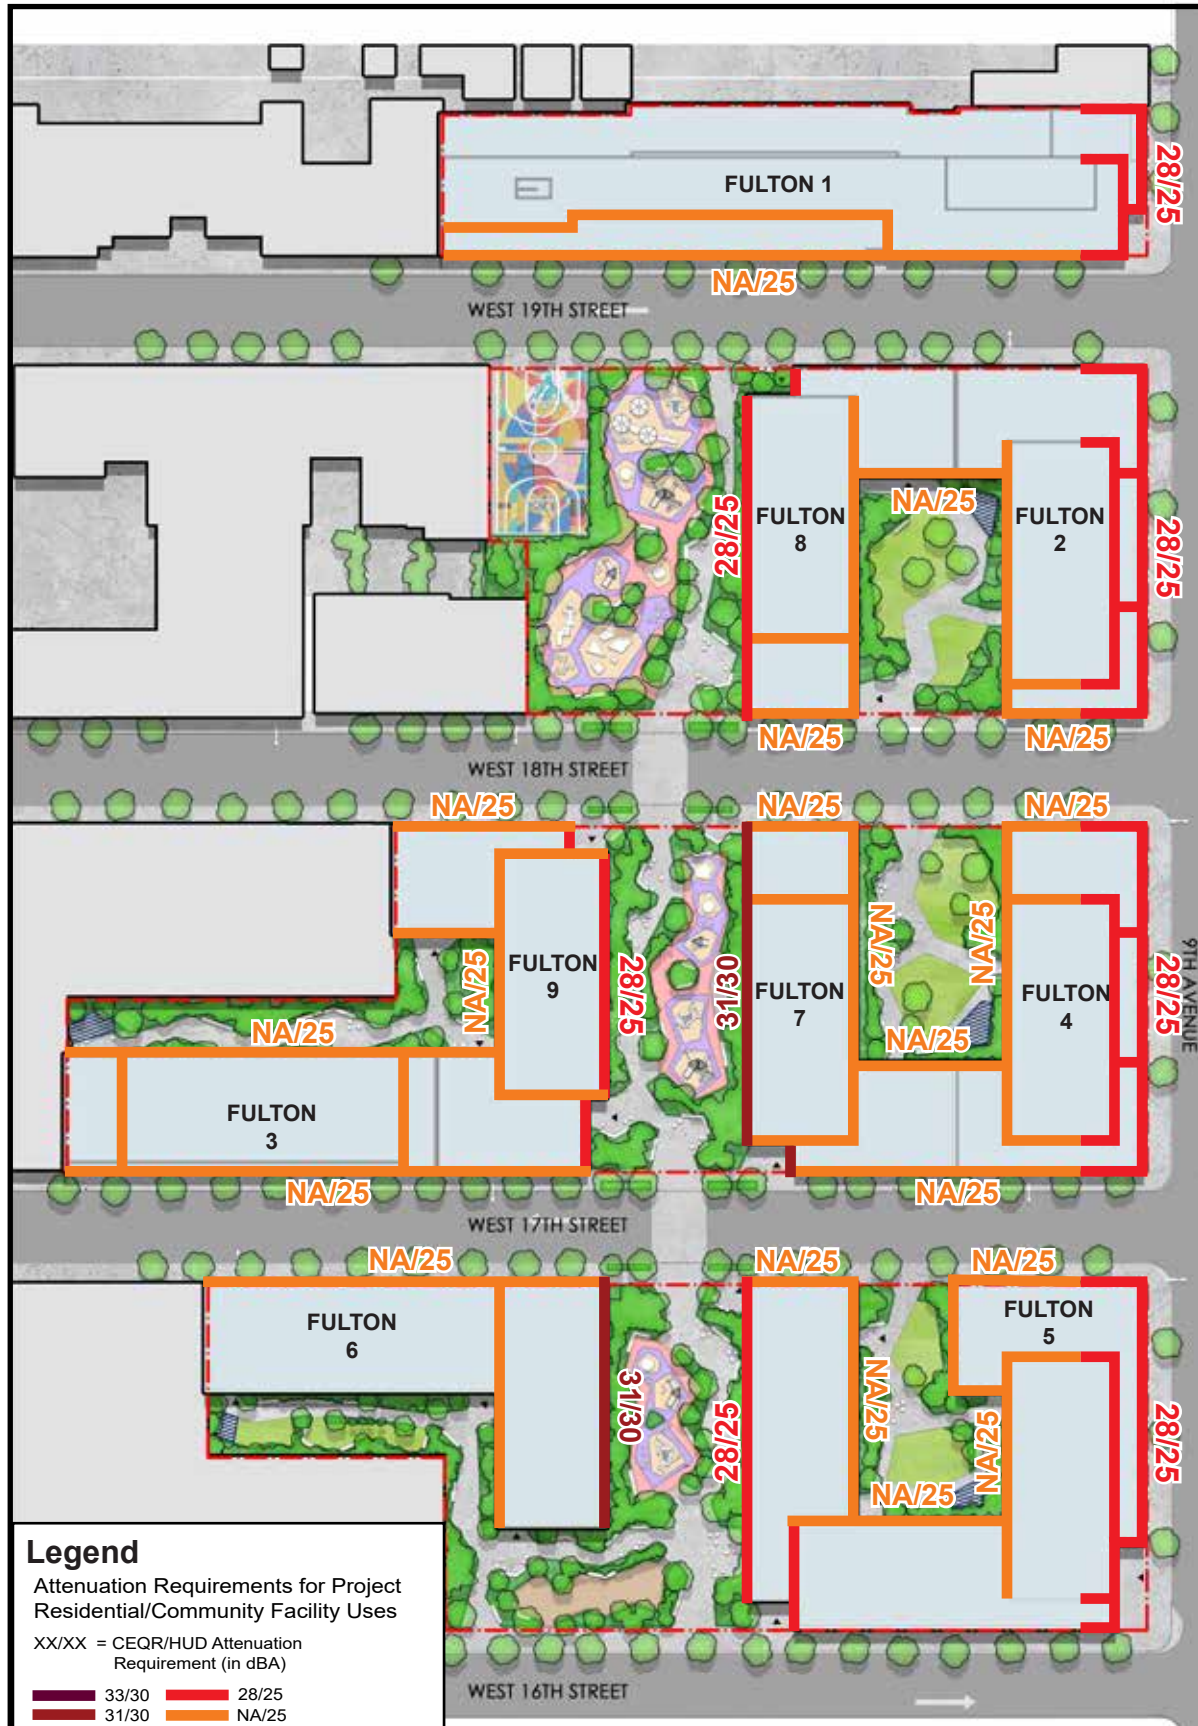 28/25
FULTON 1
NA/25
WEST 19TH STREET
28/25
FULTON
8
NA/25
FULTON
2
28/25
NA/25
NA/25
WEST 18TH STREET
NA/25
NA/25
NA/25
NA/25
FULTON
9
28/25
31/30
FULTON
7
NA/25
NA/25
NA/25
FULTON
4
28/25
9TH AVENUE
NA/25
FULTON
3
NA/25
NA/25
WEST 17TH STREET
NA/25
NA/25
NA/25
FULTON
6
FULTON
5
31/30
28/25
NA/25
NA/25
NA/25
28/25
Legend
Attenuation Requirements for Project
Residential/Community Facility Uses
XX/XX = CEQR/HUD Attenuation
Requirement (in dBA)
33/30 28/25
31/30 NA/25
WEST 16TH STREET